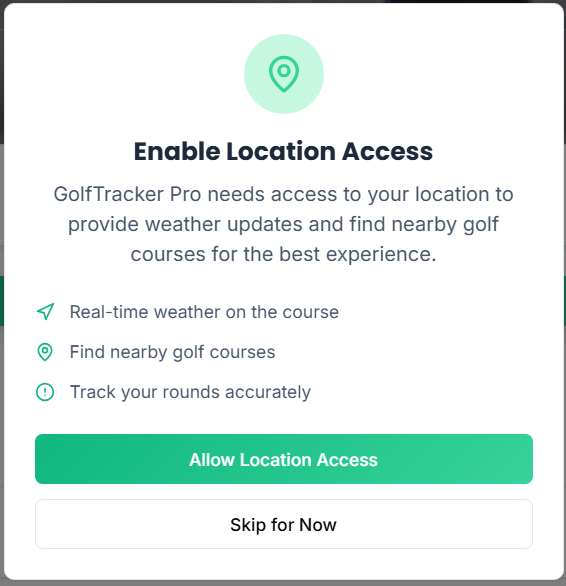 Enable Location Access
GolfTracker Pro needs access to your location to
provide weather updates and find nearby golf
courses for the best experience.
Real-time weather on the course
Find nearby golf courses
Track your rounds accurately
Allow Location Access
Skip for Now